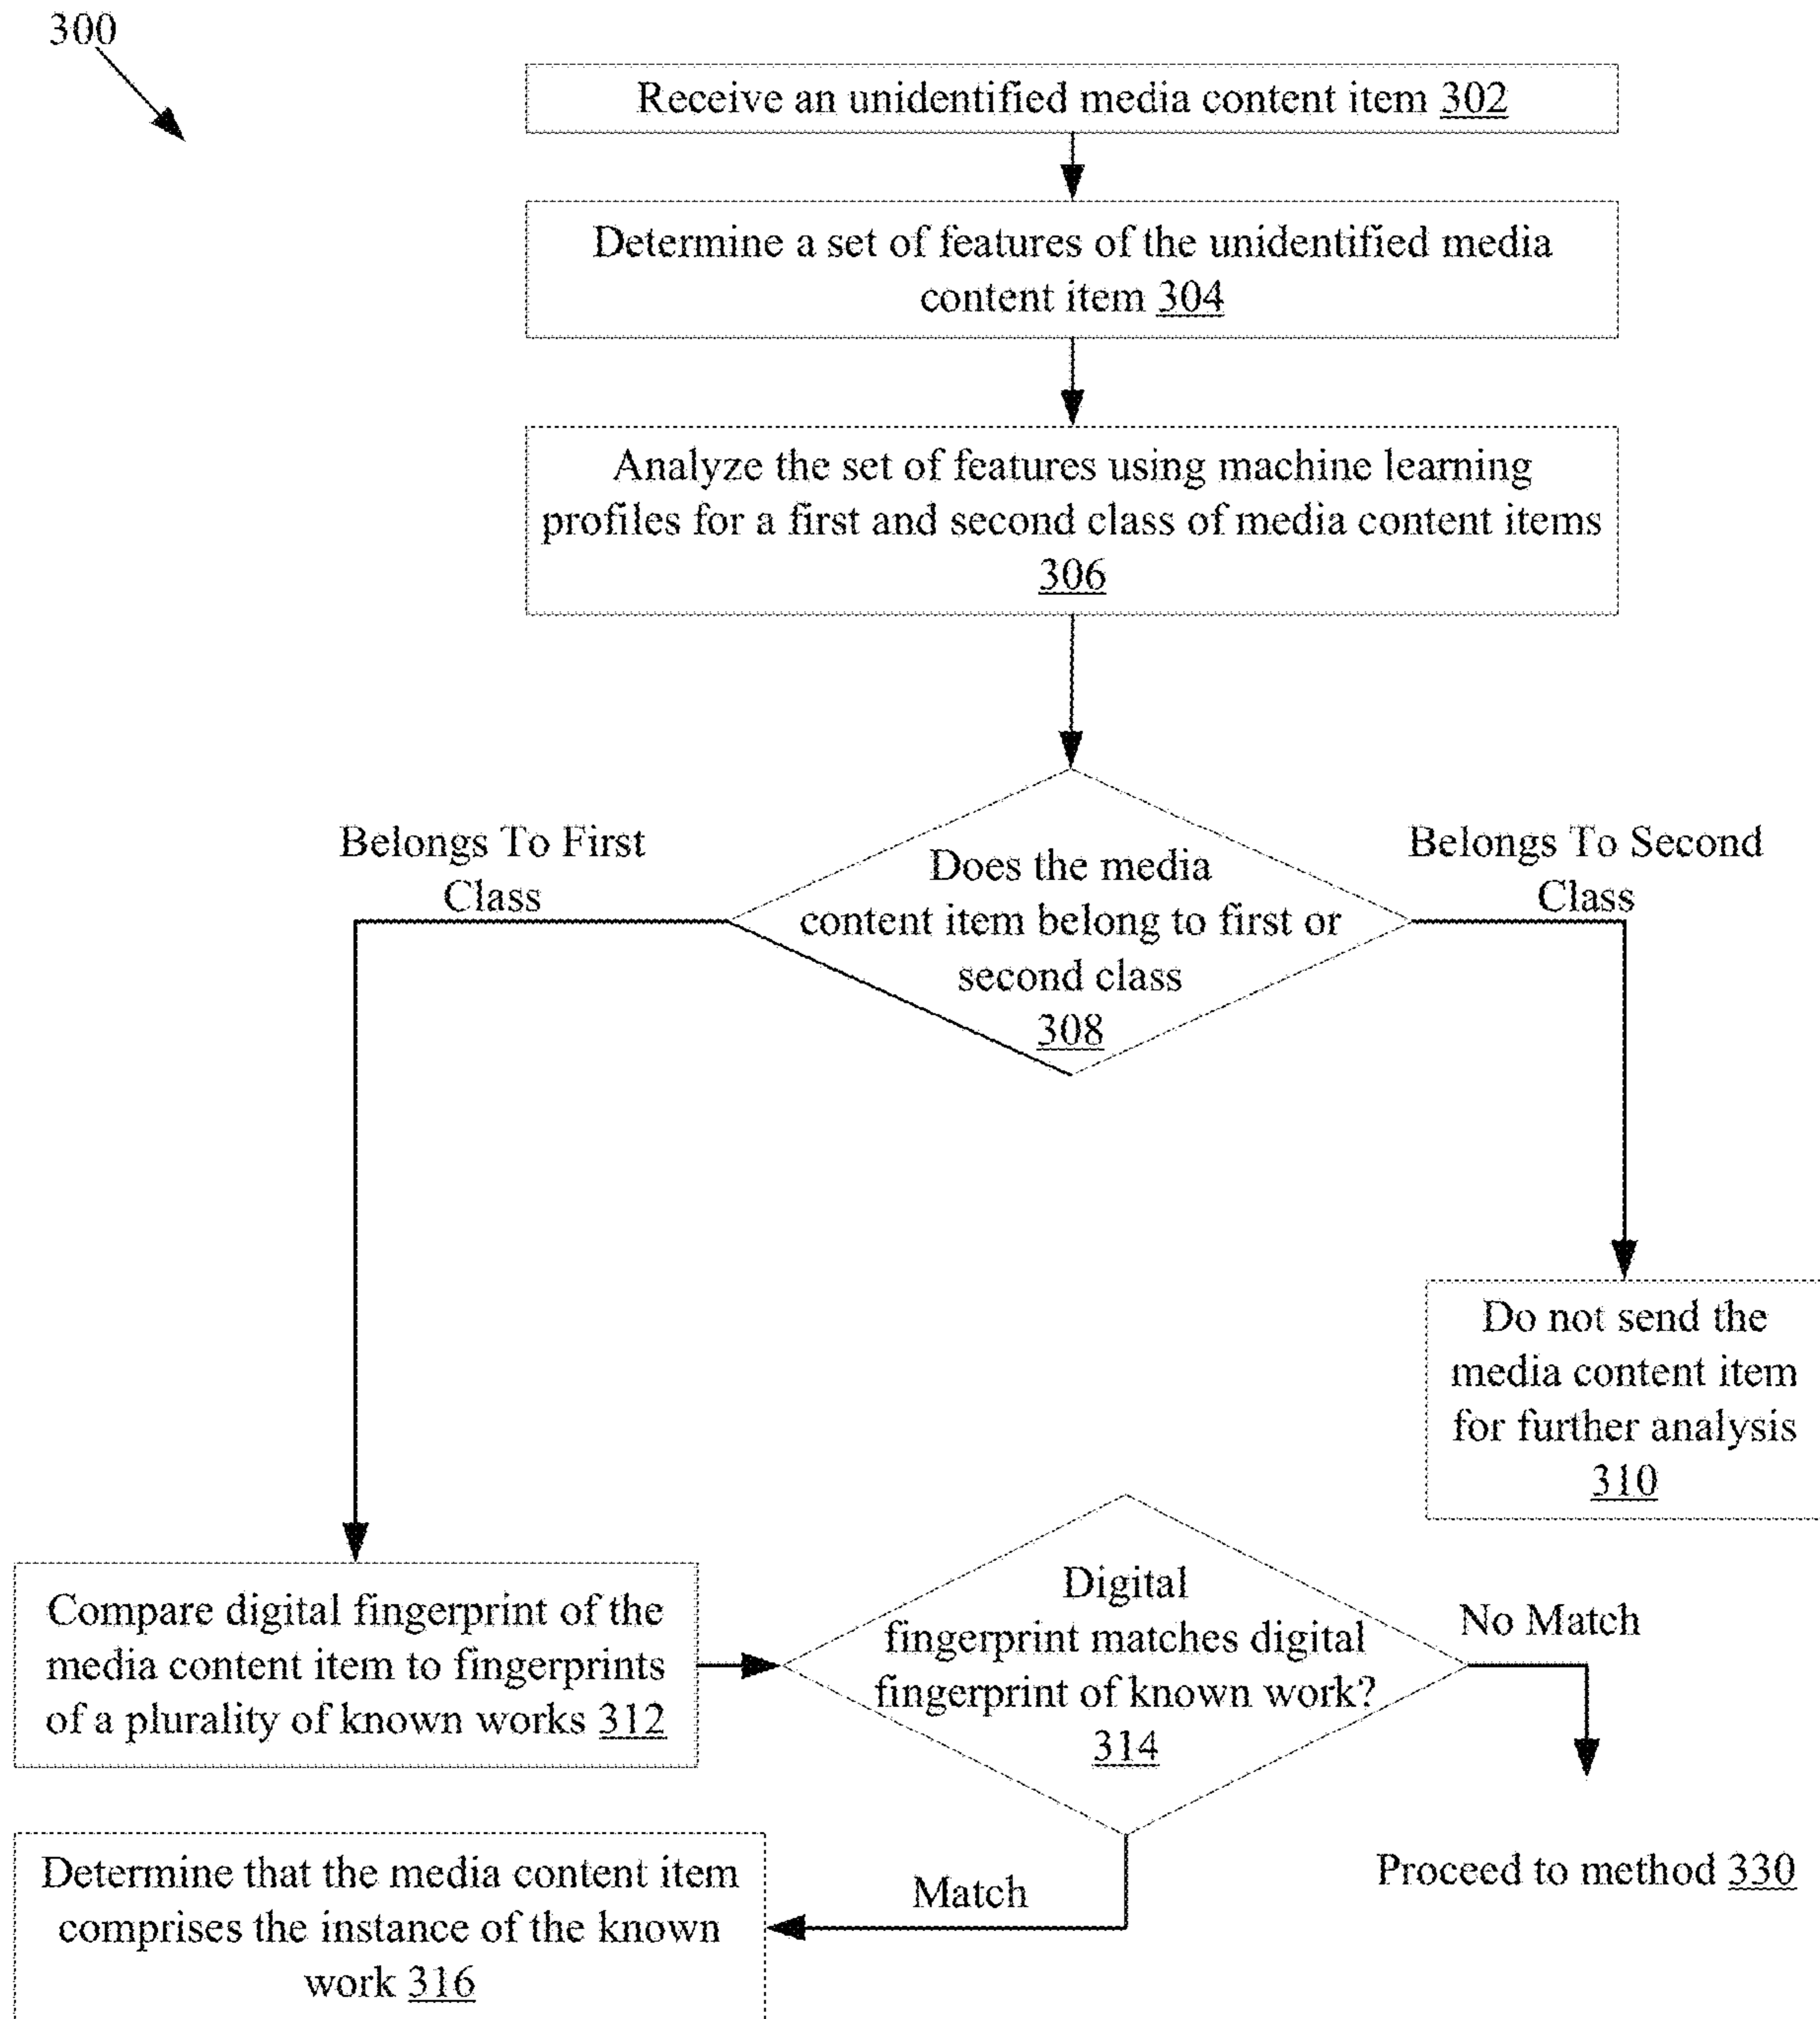 300
Receive an unidentified media content item 302
Determine a set of features of the unidentified media
content item 304
Analyze the set of features using machine learning
profiles for a first and second class of media content items
306
Belongs To First
Class
Does the media
content item belong to first or
second class
308
Belongs To Second
Class
Do not send the
media content item
for further analysis
310
Compare digital fingerprint of the
media content item to fingerprints
of a plurality of known works 312
Digital
fingerprint matches digital
fingerprint of known work?
314
No Match
Proceed to method 330
Match
Determine that the media content item
comprises the instance of the known
work 316